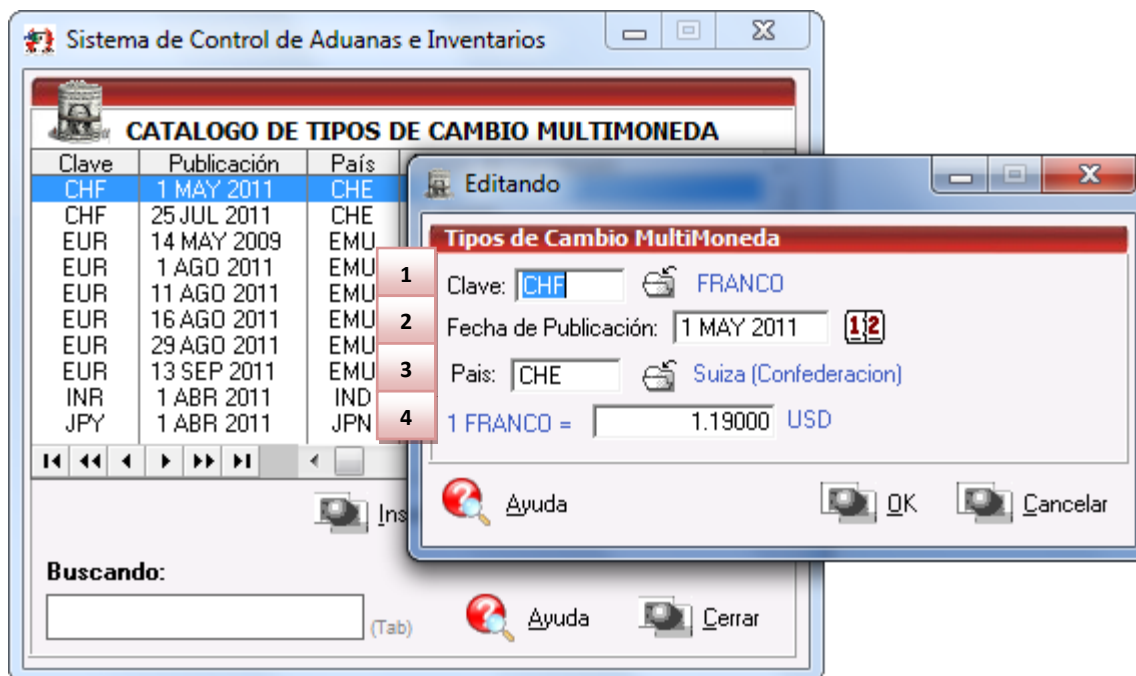 Sistema de Control de Aduanas e Inventarios
CATALOGO DE TIPOS DE CAMBIO MULTIMONEDA
Clave Publicación País
CHF 1 MAY 2011 CHE
CHF 25 JUL 2011 CHE
EUR 14 MAY 2009 EMU
EUR 1 AGO 2011 EMU
EUR 11 AGO 2011 EMU
EUR 16 AGO 2011 EMU
EUR 29 AGO 2011 EMU
EUR 13 SEP 2011 EMU
INR 1 ABR 2011 IND
JPY 1 ABR 2011 JPN
Ins
Buscando:
(Tab)
Ayuda
Cerrar
Editando
Tipos de Cambio MultiMoneda
1 Clave: CHF FRANCO
2 Fecha de Publicación: 1 MAY 2011 12
3 Pais: CHE Suiza (Confederacion)
4 1 FRANCO = 1.19000 USD
Ayuda OK Cancelar